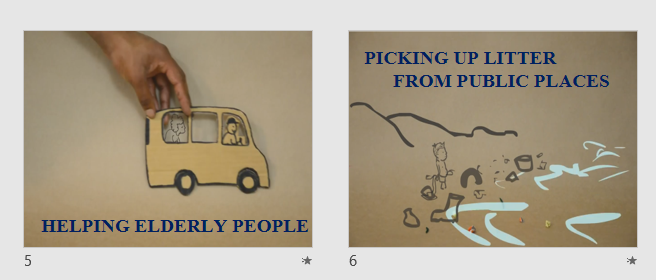 HELPING ELDERLY PEOPLE
PICKING UP LITTER
FROM PUBLIC PLACES
5
6